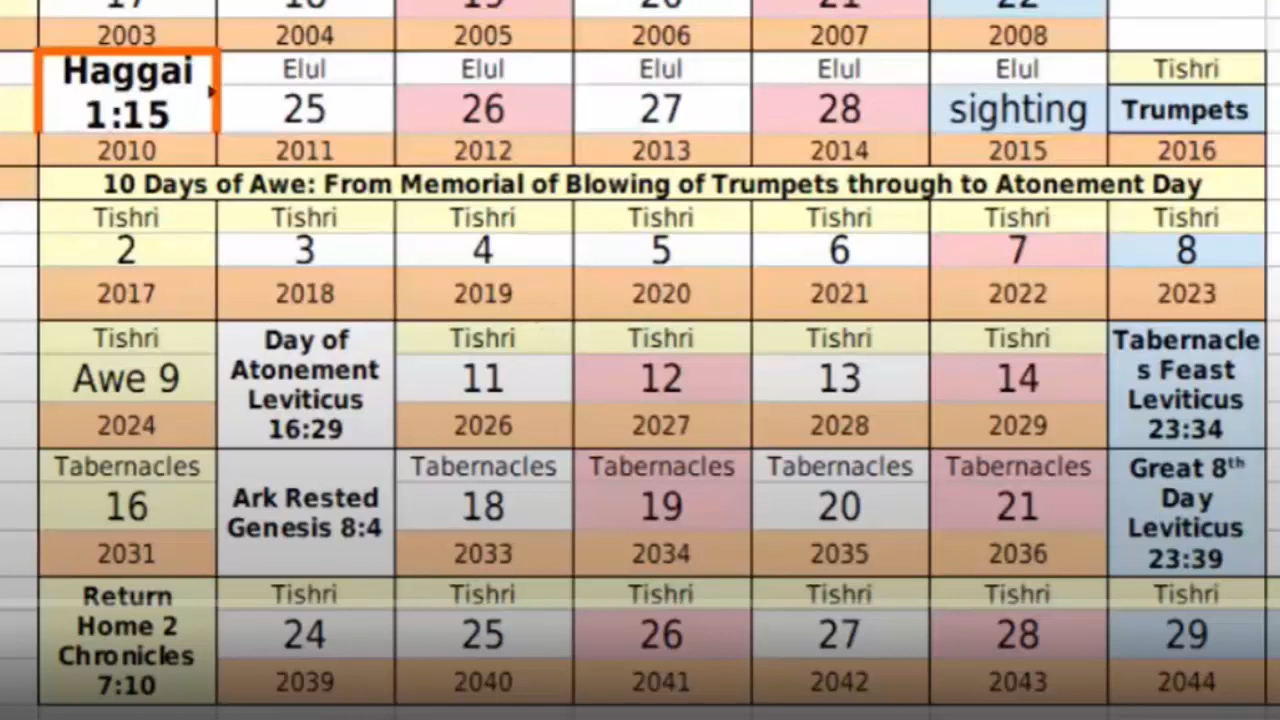 2003 2004 2005 2006 2007 2008
Haggai 1:15 Elul Elul Elul Elul Elul Tishri
25 26 27 28 sighting Trumpets
2010 2011 2012 2013 2014 2015 2016
10 Days of Awe: From Memorial of Blowing of Trumpets through to Atonement Day
Tishri Tishri Tishri Tishri Tishri Tishri Tishri
2 3 4 5 6 7 8
2017 2018 2019 2020 2021 2022 2023
Tishri Day of Atonement Leviticus 16:29 Tishri Tishri Tishri Tishri Tabernacle s Feast Leviticus 23:34
Awe 9 11 12 13 14
2024 2026 2027 2028 2029
Tabernacles Ark Rested Genesis 8:4 Tabernacles Tabernacles Tabernacles Tabernacles Great 8th Day Leviticus 23:39
16 18 19 20 21
2031 2033 2034 2035 2036
Return Home 2 Chronicles 7:10 Tishri Tishri Tishri Tishri Tishri Tishri
24 25 26 27 28 29
2039 2040 2041 2042 2043 2044